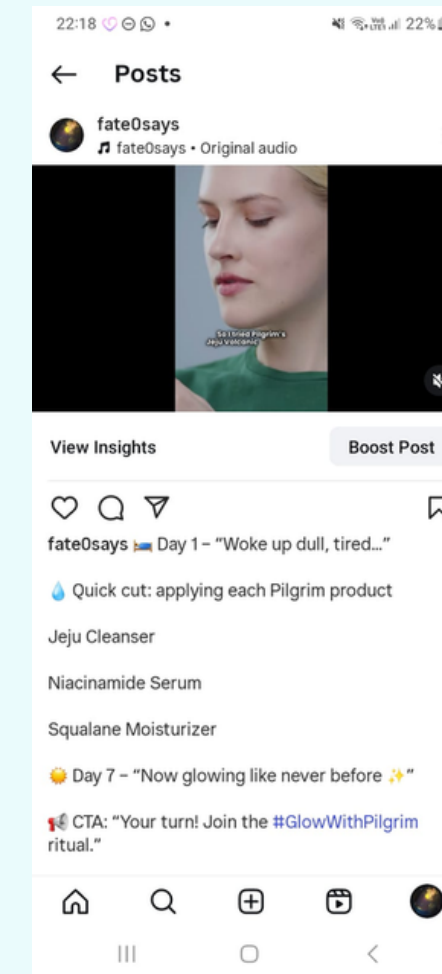 22:18
VoB
LTE1
22%
Posts
fate0says
fate0says • Original audio
So I tried Pilgrim's
Jeju Volcanic
View Insights
Boost Post
fate0says 🛌 Day 1 – “Woke up dull, tired…”
💧 Quick cut: applying each Pilgrim product
Jeju Cleanser
Niacinamide Serum
Squalane Moisturizer
🌞 Day 7 – “Now glowing like never before ✨”
📢 CTA: “Your turn! Join the #GlowWithPilgrim
ritual.”